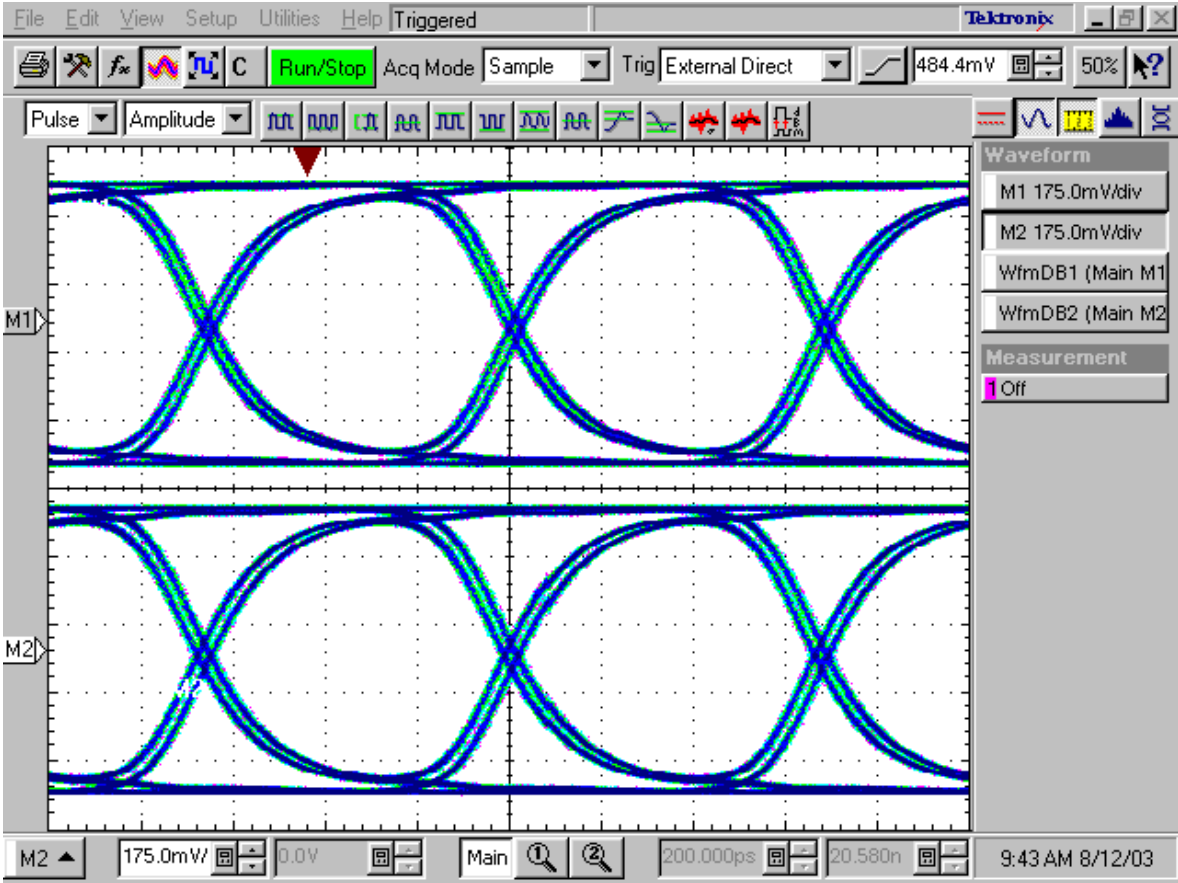 File Edit View Setup Utilities Help Triggered Tektronix
C Run/Stop Acq Mode Sample Trig External Direct 484.4mV 50%
Pulse Amplitude
Waveform
M1 175.0mV/div
M2 175.0mV/div
WfmDB1 (Main M1
WfmDB2 (Main M2
M1
Measurement
1 Off
M2
M2 175.0mV/ 0.0V Main 1 2 200.000ps 20.580n 9:43 AM 8/12/03